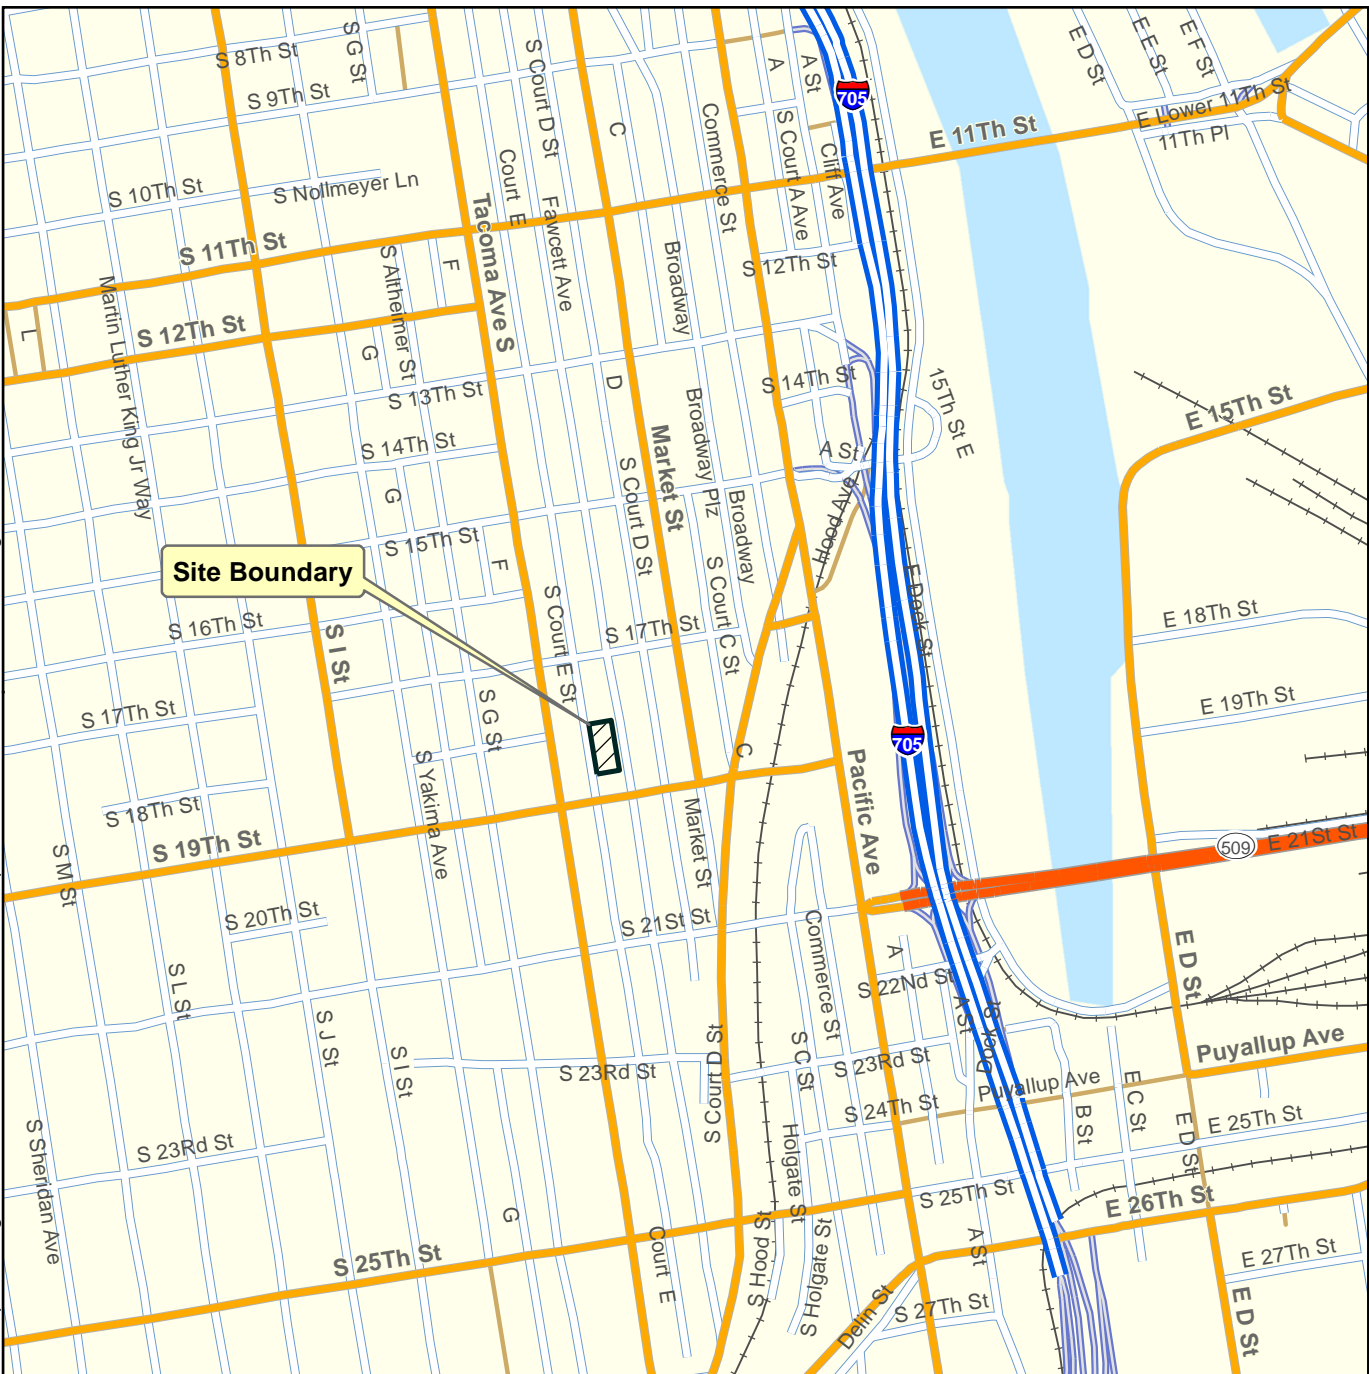 S 8Th St
S G St
S 9Th St
S Court D St
C
A
A St
705
E D St
E E St
E F St
E Lower 11Th St
11Th Pl
E 11Th St
Commerce St
S Court A Ave
Cliff Ave
S 10Th St
S Nollmeyer Ln
Court E
Tacoma Ave S
Fawcett Ave
S 11Th St
S Altheimer St
F
Broadway
S 12Th St
L
Martin Luther King Jr Way
S 12Th St
G
S 13Th St
D
S 14Th St
15Th St E
E 15Th St
Broadway Plz
S 14Th St
Market St
A St
G
S Court D St
Broadway
Hood Ave
S 15Th St
F
Site Boundary
S Court E St
S Court C St
E Dock St
S 16Th St
S I St
S 17Th St
E 18Th St
S 17Th St
S G St
E 19Th St
705
C
S Yakima Ave
Pacific Ave
S 18Th St
Market St
S 19Th St
509
E 21St St
S M St
S 20Th St
S 21St St
Commerce St
A
E D St
S L St
S 22Nd St
A St
Dock St
S J St
S I St
S Court D St
S C St
S 23Rd St
S 23Rd St
Puyallup Ave
Puyallup Ave
S 24Th St
B St
E C St
E D St
E 25Th St
S Sheridan Ave
S 23Rd St
Holgate St
S 25Th St
E 26Th St
G
Court E
S Hood St
S Holgate St
A St
S 25Th St
E 27Th St
Delin St
S 27Th St
E D St